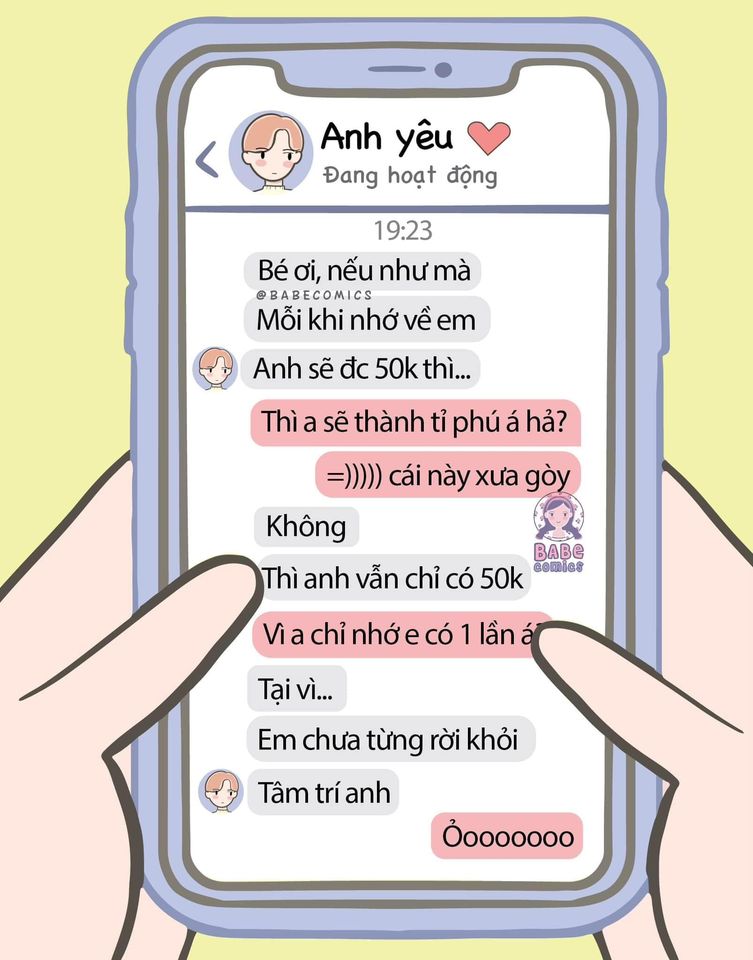 Anh yêu
Đang hoạt động
19:23
Bé ơi, nếu như mà
@BABECOMICS
Mỗi khi nhớ về em
Anh sẽ đc 50k thì...
Thì a sẽ thành tỉ phú á hả?
=))))) cái này xưa gòy
Không
BABE
comics
Thì anh vẫn chỉ có 50k
Vì a chỉ nhớ e có 1 lần á?
Tại vì...
Em chưa từng rời khỏi
Tâm trí anh
Ỏoooooooo